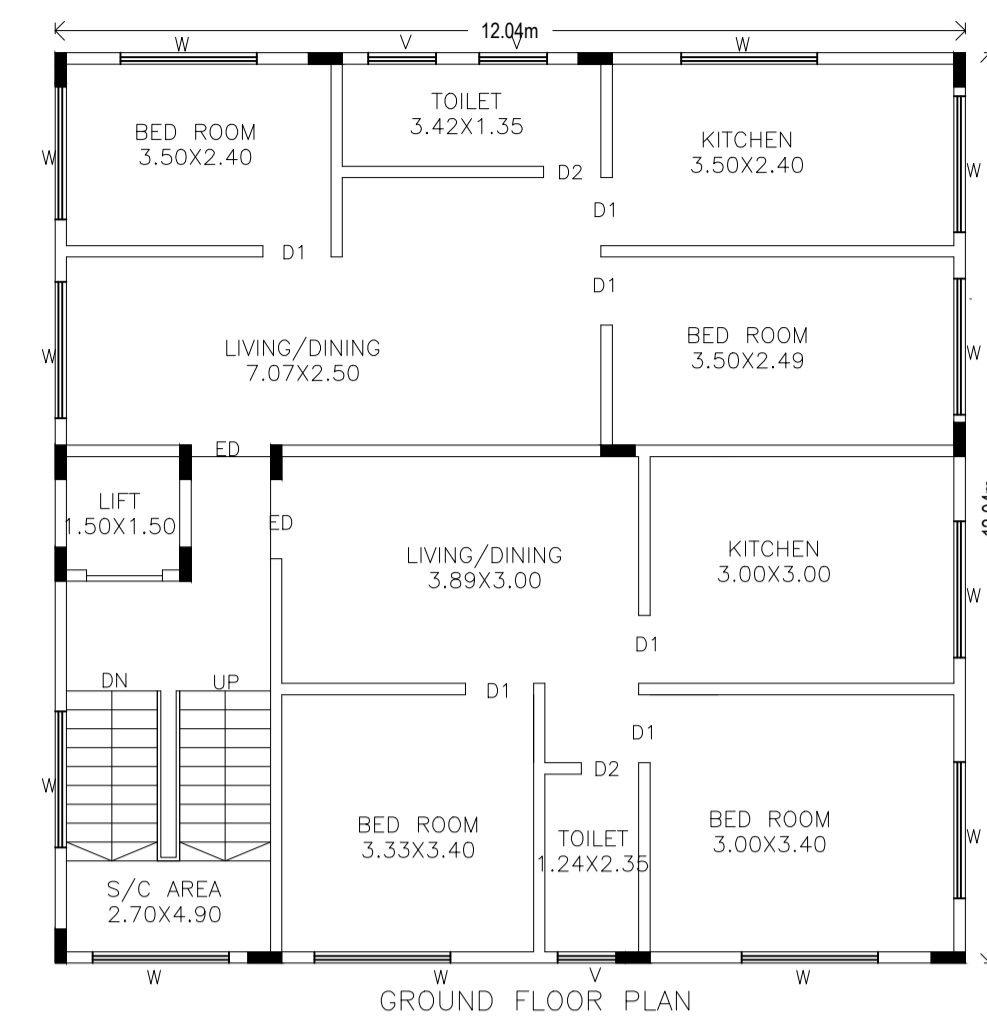 12.04m
W
V
V
W
BED ROOM
3.50X2.40
TOILET
3.42X1.35
KITCHEN
3.50X2.40
W
W
D2
D1
D1
D1
LIVING/DINING
7.07X2.50
BED ROOM
3.50X2.49
W
W
ED
LIFT
1.50X1.50
ED
LIVING/DINING
3.89X3.00
KITCHEN
3.00X3.00
W
D1
DN
UP
D1
D1
D2
W
BED ROOM
3.33X3.40
TOILET
1.24X2.35
BED ROOM
3.00X3.40
W
S/C AREA
2.70X4.90
W
W
V
W
GROUND FLOOR PLAN